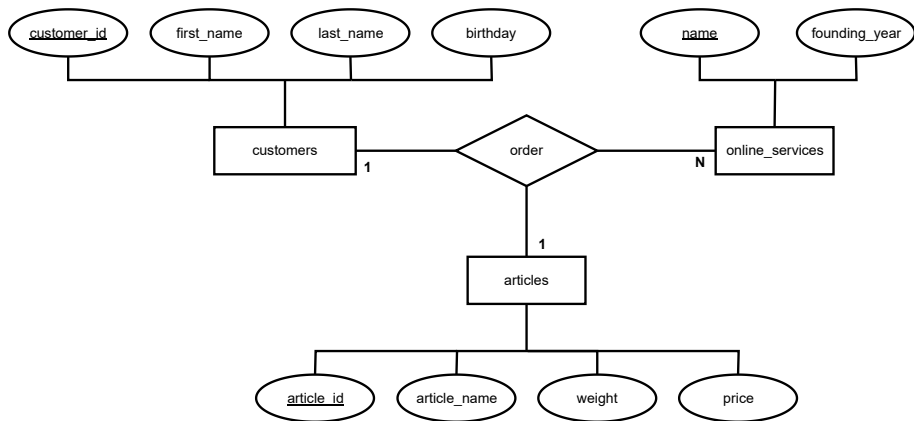 customer_id
first_name
last_name
birthday
name
founding_year
customers
order
online_services
1
N
1
articles
article_id
article_name
weight
price